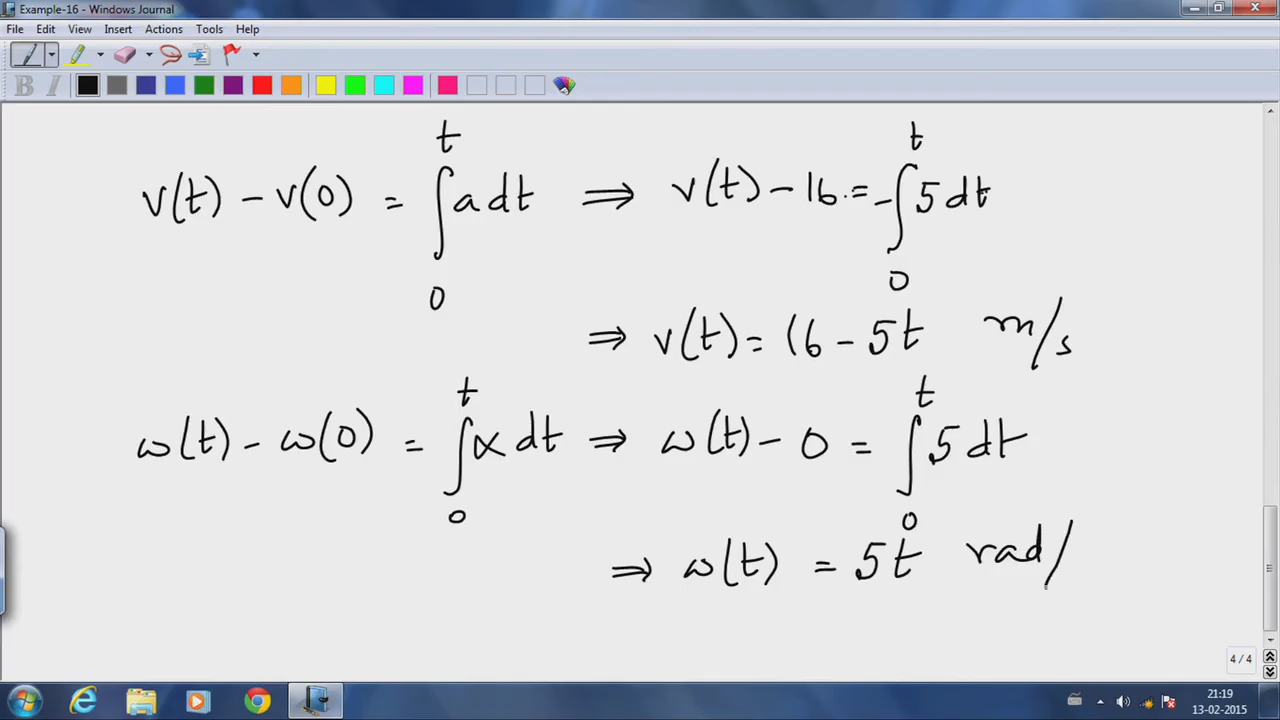 Example-16 - Windows Journal
File Edit View Insert Actions Tools Help
B I
v(t) - v(0) = ∫₀ᵗ a dt ⇒ v(t) - 16 = -∫₀ᵗ 5 dt
⇒ v(t) = 16 - 5t m/s
ω(t) - ω(0) = ∫₀ᵗ α dt ⇒ ω(t) - 0 = ∫₀ᵗ 5 dt
⇒ ω(t) = 5t rad/
4 / 4
21:19
13-02-2015